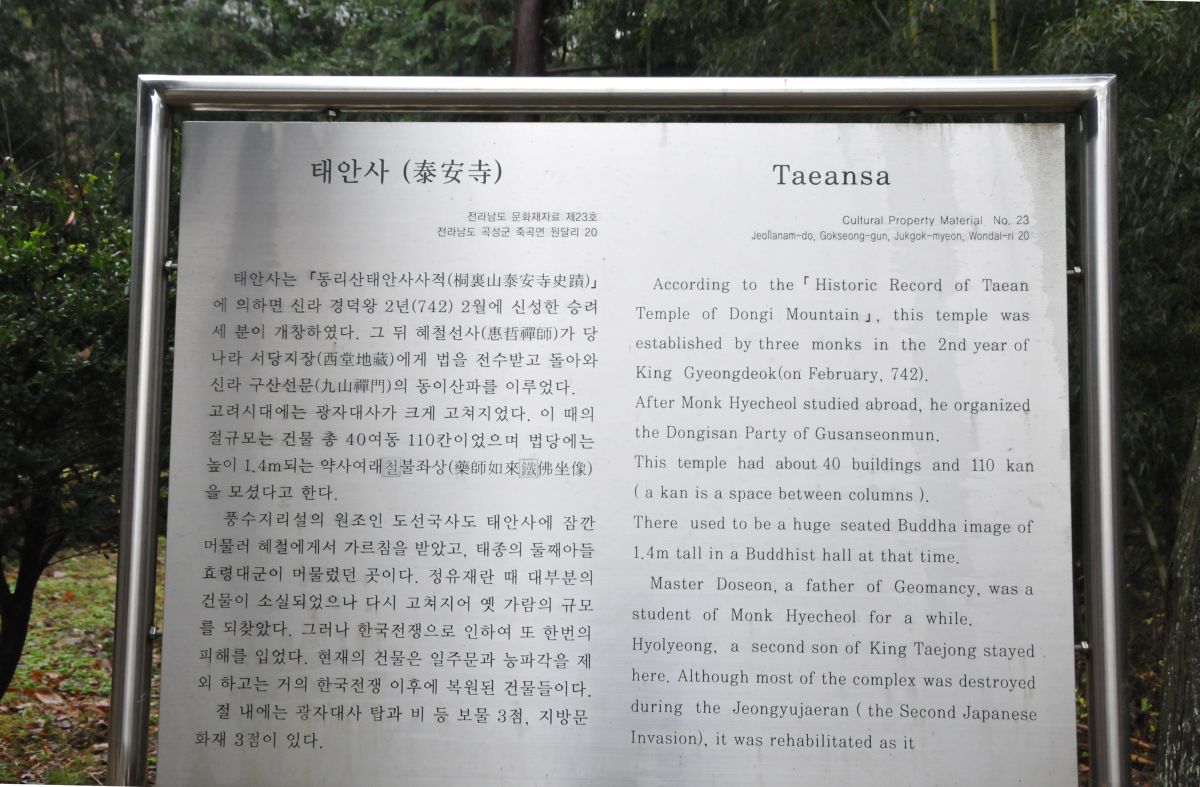 태안사 (泰安寺)
전라남도 문화재자료 제23호
전라남도 곡성군 죽곡면 원달리 20
태안사는 『동리산태안사사적(桐裏山泰安寺史蹟)』
에 의하면 신라 경덕왕 2년(742) 2월에 신성한 승려
세 분이 개창하였다. 그 뒤 혜철선사(惠哲禪師)가 당
나라 서당지장(西堂地藏)에게 법을 전수받고 돌아와
신라 구산선문(九山禪門)의 동이산파를 이루었다.
고려시대에는 광자대사가 크게 고쳐지었다. 이 때의
절규모는 건물 총 40여동 110칸이었으며 법당에는
높이 1.4m되는 약사여래철불좌상(藥師如來鐵佛坐像)
을 모셨다고 한다.
풍수지리설의 원조인 도선국사도 태안사에 잠깐
머물러 혜철에게서 가르침을 받았고, 태종의 둘째아들
효령대군이 머물렀던 곳이다. 정유재란 때 대부분의
건물이 소실되었으나 다시 고쳐지어 옛 가람의 규모
를 되찾았다. 그러나 한국전쟁으로 인하여 또 한번의
피해를 입었다. 현재의 건물은 일주문과 능파각을 제
외 하고는 거의 한국전쟁 이후에 복원된 건물들이다.
절 내에는 광자대사 탑과 비 등 보물 3점, 지방문
화재 3점이 있다.
Taeansa
Cultural Property Material No. 23
Jeollanam-do, Gokseong-gun, Jukgok-myeon, Wondal-ri 20
According to the 「Historic Record of Taean
Temple of Dongi Mountain」, this temple was
established by three monks in the 2nd year of
King Gyeongdeok(on February, 742).
After Monk Hyecheol studied abroad, he organized
the Dongisan Party of Gusanseonmun.
This temple had about 40 buildings and 110 kan
( a kan is a space between columns ).
There used to be a huge seated Buddha image of
1.4m tall in a Buddhist hall at that time.
Master Doseon, a father of Geomancy, was a
student of Monk Hyecheol for a while.
Hyolyeong, a second son of King Taejong stayed
here. Although most of the complex was destroyed
during the Jeongyujaeran ( the Second Japanese
Invasion), it was rehabilitated as it